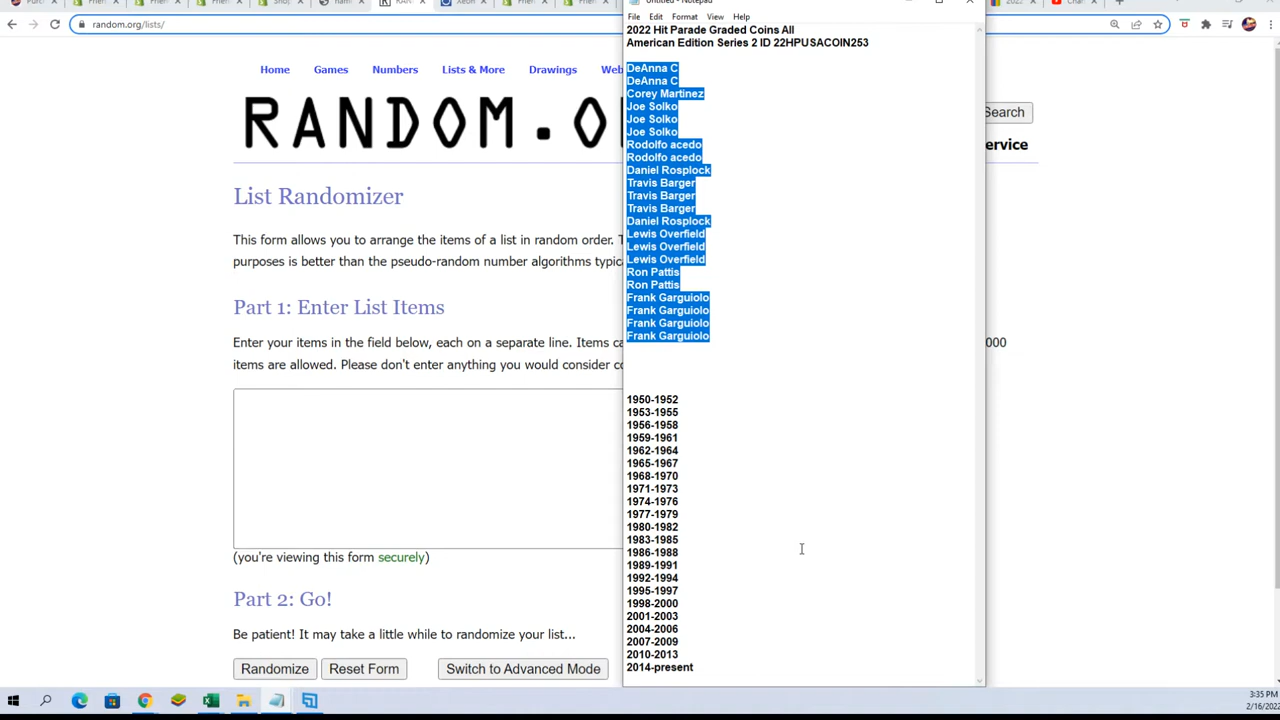 random.org/lists/
Home
Games
Numbers
Lists & More
Drawings
Web
RANDOM.O
Search
ervice
List Randomizer
This form allows you to arrange the items of a list in random order. T
purposes is better than the pseudo-random number algorithms typic
Part 1: Enter List Items
Enter your items in the field below, each on a separate line. Items ca
000
items are allowed. Please don't enter anything you would consider co
(you're viewing this form securely)
Part 2: Go!
Be patient! It may take a little while to randomize your list...
Randomize
Reset Form
Switch to Advanced Mode
File Edit Format View Help
2022 Hit Parade Graded Coins All
American Edition Series 2 ID 22HPUSACOIN253
DeAnna C
DeAnna C
Corey Martinez
Joe Solko
Joe Solko
Joe Solko
Rodolfo acedo
Rodolfo acedo
Daniel Rosplock
Travis Barger
Travis Barger
Travis Barger
Daniel Rosplock
Lewis Overfield
Lewis Overfield
Lewis Overfield
Ron Pattis
Ron Pattis
Frank Garguiolo
Frank Garguiolo
Frank Garguiolo
Frank Garguiolo
1950-1952
1953-1955
1956-1958
1959-1961
1962-1964
1965-1967
1968-1970
1971-1973
1974-1976
1977-1979
1980-1982
1983-1985
1986-1988
1989-1991
1992-1994
1995-1997
1998-2000
2001-2003
2004-2006
2007-2009
2010-2013
2014-present
3:35 PM
2/16/2022